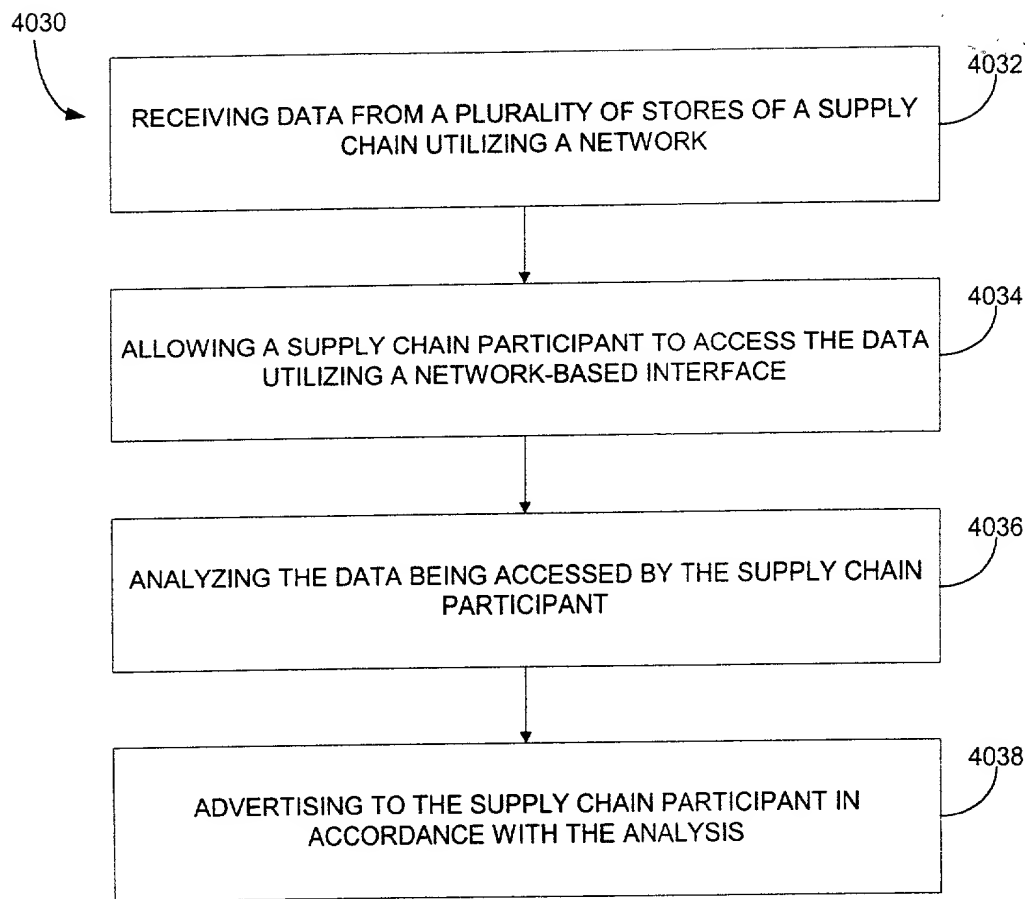 4030
4032
RECEIVING DATA FROM A PLURALITY OF STORES OF A SUPPLY
CHAIN UTILIZING A NETWORK
4034
ALLOWING A SUPPLY CHAIN PARTICIPANT TO ACCESS THE DATA
UTILIZING A NETWORK-BASED INTERFACE
4036
ANALYZING THE DATA BEING ACCESSED BY THE SUPPLY CHAIN
PARTICIPANT
4038
ADVERTISING TO THE SUPPLY CHAIN PARTICIPANT IN
ACCORDANCE WITH THE ANALYSIS